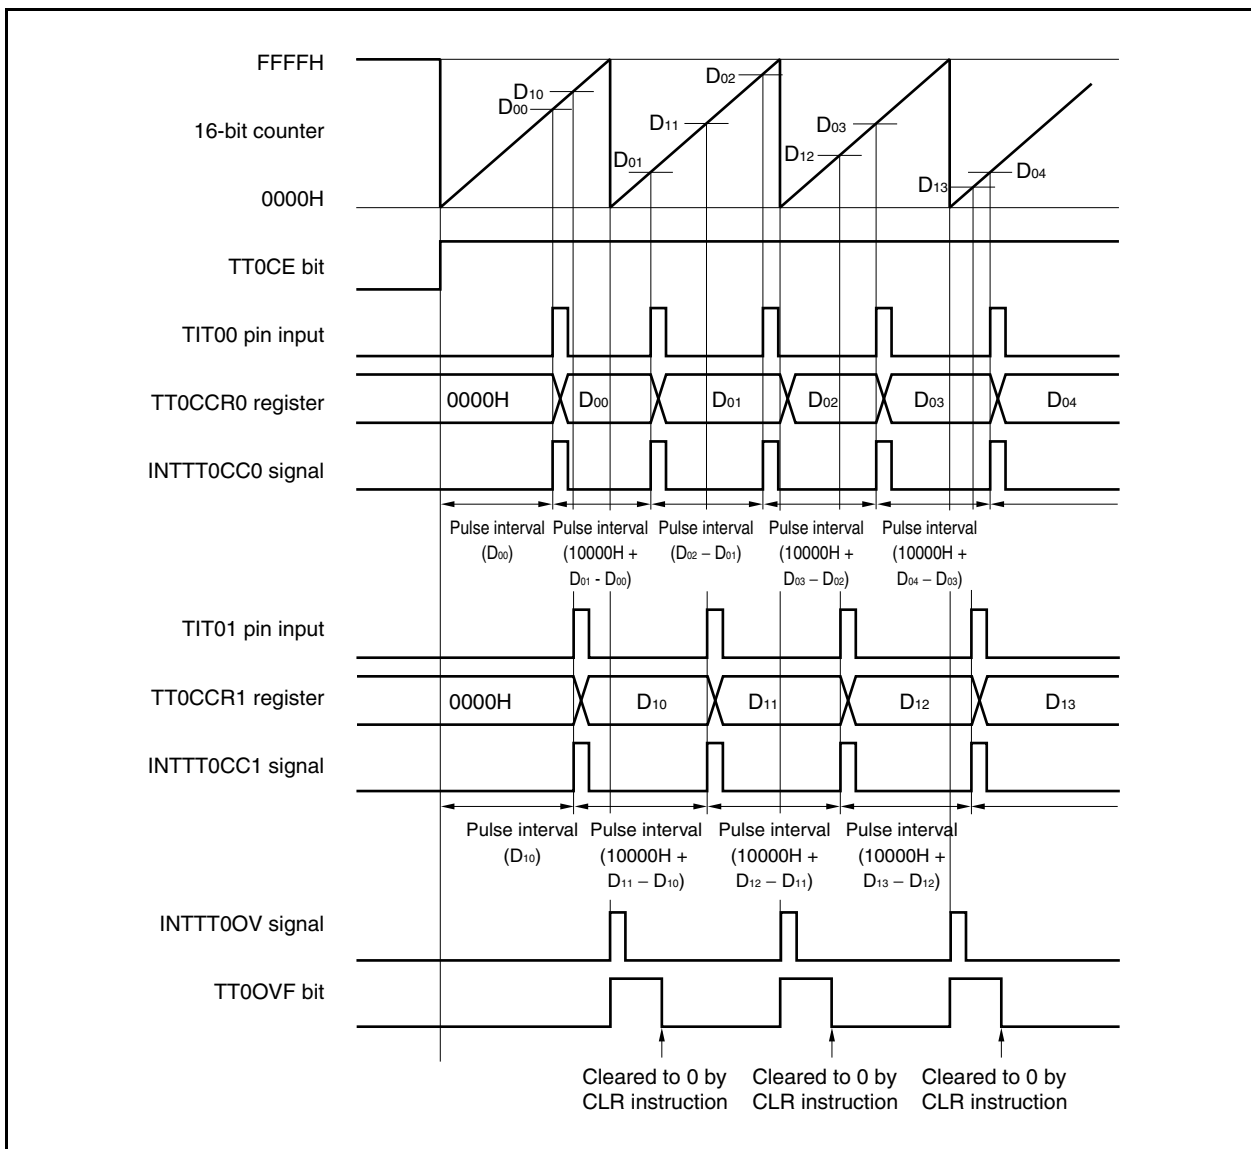 FFFFH
D02
D10
D00
16-bit counter
D11
D03
D12
D01
D04
D13
0000H
TT0CE bit
TIT00 pin input
TT0CCR0 register
0000H D00 D01 D02 D03 D04
INTTT0CC0 signal
Pulse interval Pulse interval Pulse interval Pulse interval Pulse interval
(D00) (10000H + (D02 – D01) (10000H + (10000H +
D01 - D00) D03 – D02) D04 – D03)
TIT01 pin input
TT0CCR1 register
0000H D10 D11 D12 D13
INTTT0CC1 signal
Pulse interval Pulse interval Pulse interval Pulse interval
(D10) (10000H + (10000H + (10000H +
D11 – D10) D12 – D11) D13 – D12)
INTTT0OV signal
TT0OVF bit
Cleared to 0 by Cleared to 0 by Cleared to 0 by
CLR instruction CLR instruction CLR instruction